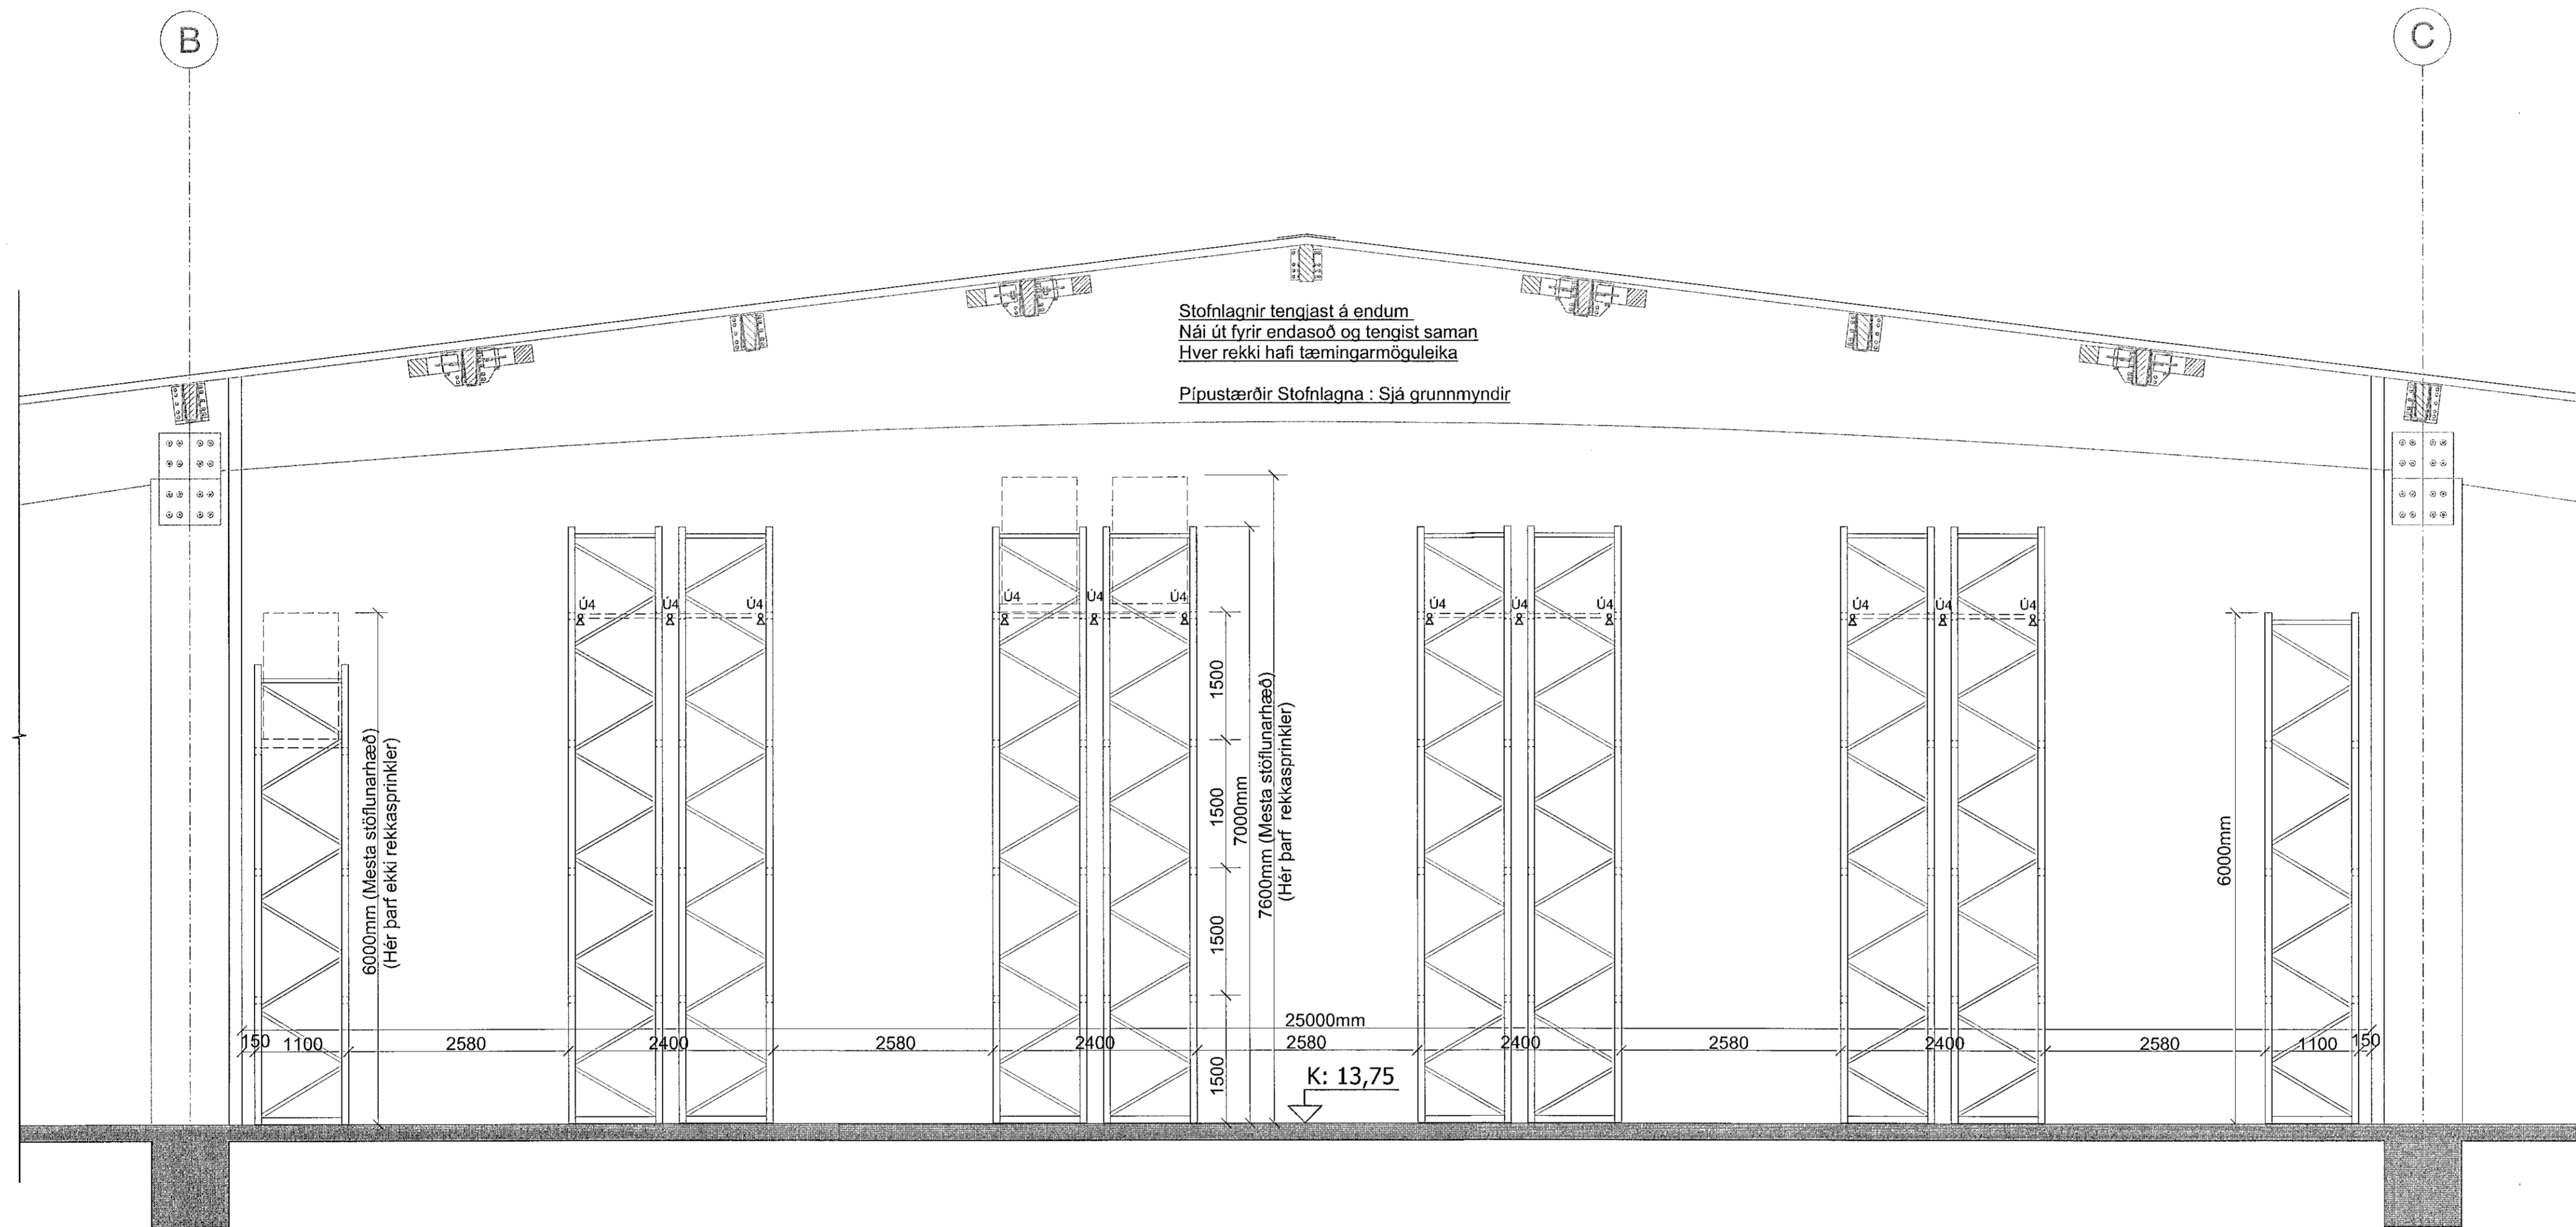 B
C
Stofnlagnir tengjast á endum
Nái út fyrir endasoð og tengist saman
Hver rekki hafi tæmingarmöguleika
Pípustærðir Stofnlagna : Sjá grunnmyndir
Ú4 Ú4 Ú4
Ú4 Ú4 Ú4
Ú4 Ú4 Ú4
Ú4 Ú4 Ú4
6000mm (Mesta stöflunarhæð)
(Hér þarf ekki rekkasprinkler)
1500
1500
1500
1500
7000mm
7600mm (Mesta stöflunarhæð)
(Hér þarf rekkasprinkler)
6000mm
25000mm
150 1100 2580 2400 2580 2400 2580 2400 2580 2400 2580 1100 150
K: 13,75